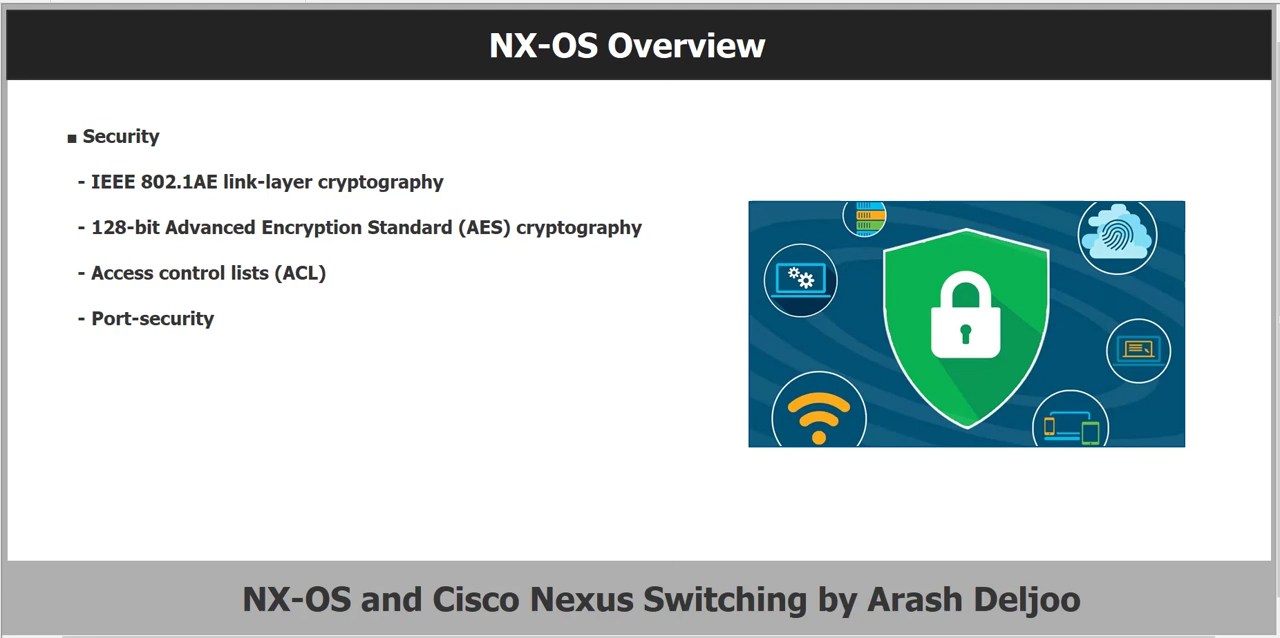 NX-OS Overview
■ Security
- IEEE 802.1AE link-layer cryptography
- 128-bit Advanced Encryption Standard (AES) cryptography
- Access control lists (ACL)
- Port-security
NX-OS and Cisco Nexus Switching by Arash Deljoo